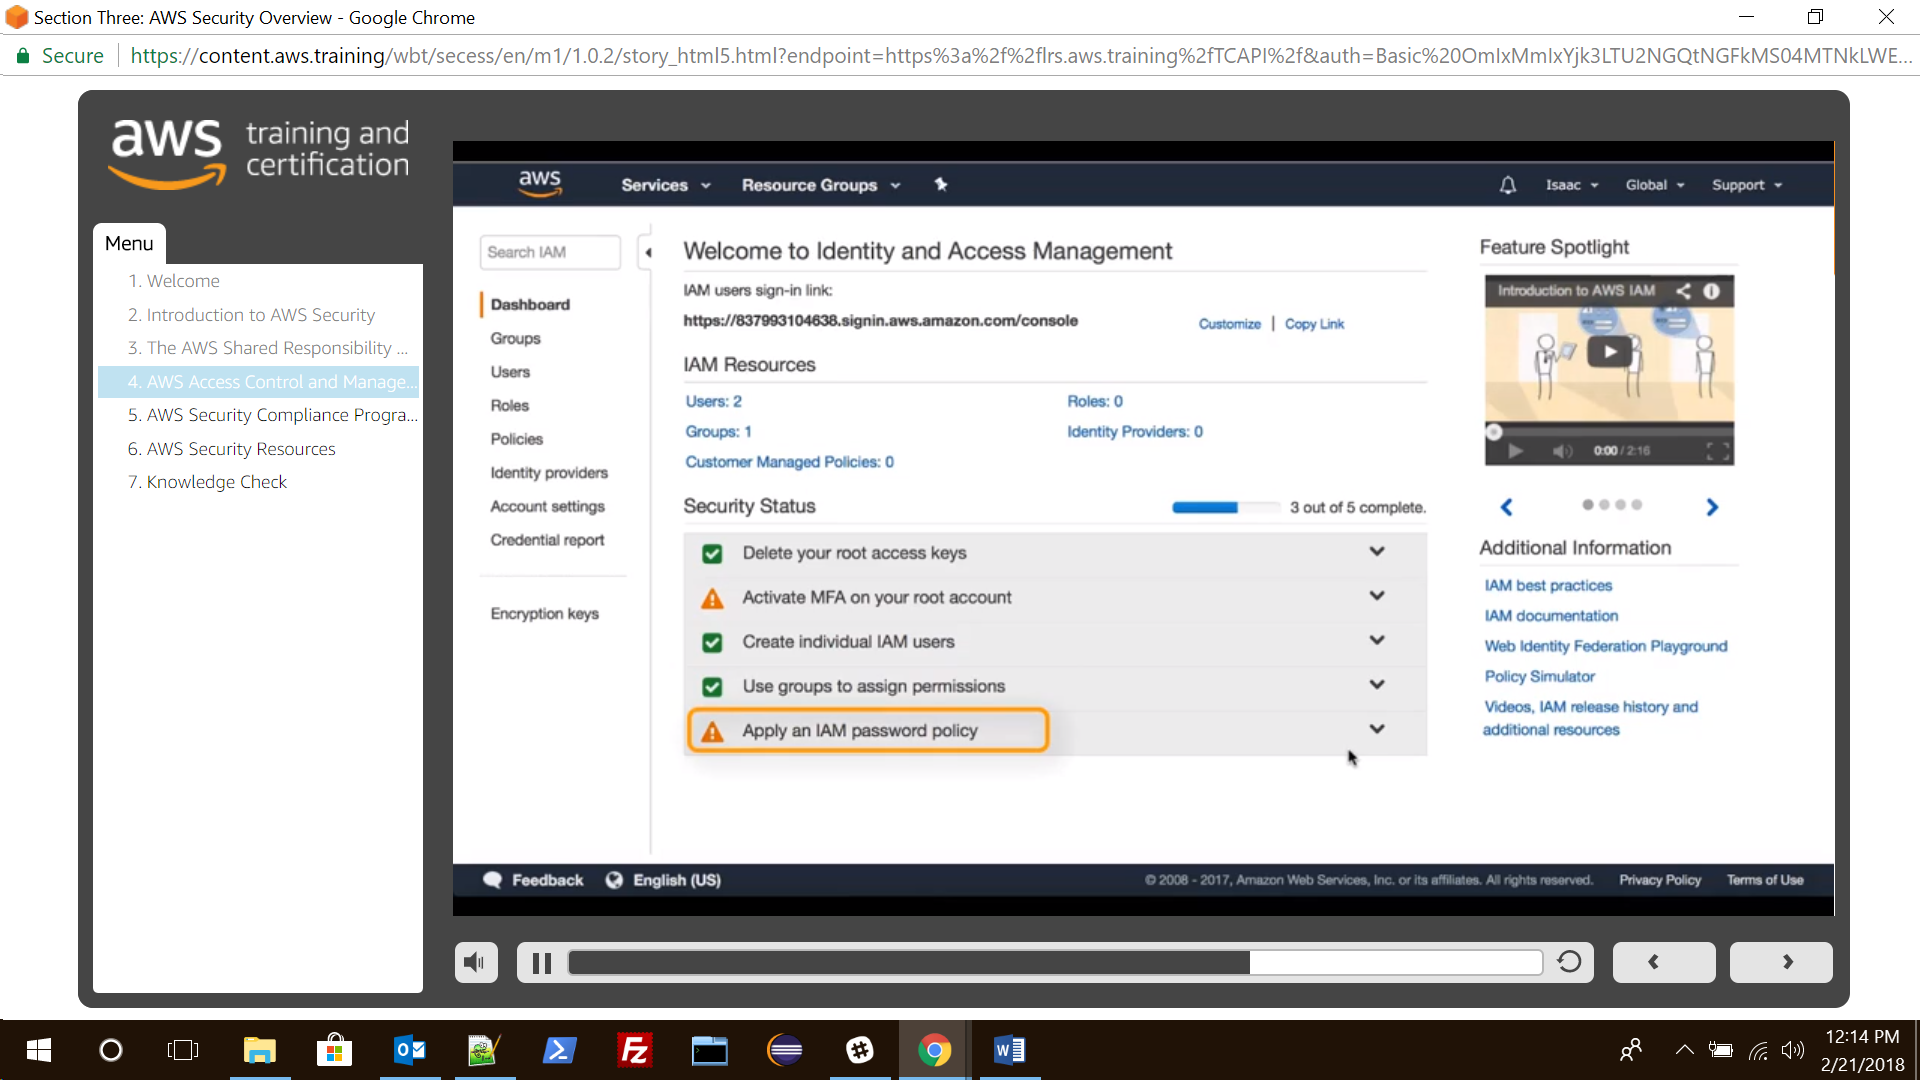 Section Three: AWS Security Overview - Google Chrome
Secure
https://content.aws.training/wbt/secess/en/m1/1.0.2/story_html5.html?endpoint=https%3a%2f%2flrs.aws.training%2fTCAPI%2f&auth=Basic%20OmIxMmIxYjk3LTU2NGQtNGFkMS04MTNkLWE...
aws training and certification
Menu
1. Welcome
2. Introduction to AWS Security
3. The AWS Shared Responsibility ...
4. AWS Access Control and Manage...
5. AWS Security Compliance Progra...
6. AWS Security Resources
7. Knowledge Check
aws
Services
Resource Groups
Isaac
Global
Support
Search IAM
Dashboard
Groups
Users
Roles
Policies
Identity providers
Account settings
Credential report
Encryption keys
Welcome to Identity and Access Management
IAM users sign-in link:
https://837993104638.signin.aws.amazon.com/console
Customize | Copy Link
IAM Resources
Users: 2
Roles: 0
Groups: 1
Identity Providers: 0
Customer Managed Policies: 0
Security Status
3 out of 5 complete.
Delete your root access keys
Activate MFA on your root account
Create individual IAM users
Use groups to assign permissions
Apply an IAM password policy
Feature Spotlight
Introduction to AWS IAM
0:00 / 2:16
Additional Information
IAM best practices
IAM documentation
Web Identity Federation Playground
Policy Simulator
Videos, IAM release history and
additional resources
Feedback
English (US)
© 2008 - 2017, Amazon Web Services, Inc. or its affiliates. All rights reserved.
Privacy Policy
Terms of Use
12:14 PM
2/21/2018